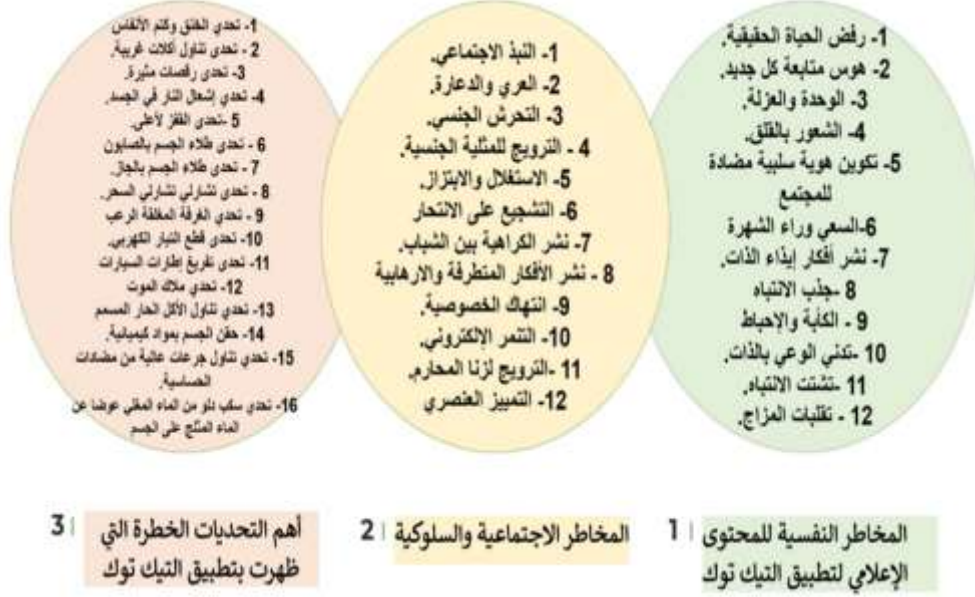 1- رفض الحياة الحقيقية.
2- هوس متابعة كل جديد.
3- الوحدة والعزلة.
4- الشعور بالقلق.
5- تكوين هوية سلبية مضادة
للمجتمع
6-السعي وراء الشهرة
7- نشر أفكار إيذاء الذات.
8 -جذب الانتباه
9 - الكآبة والإحباط
10 -تدني الوعي بالذات.
11 -تشتت الانتباه.
12 - تقلبات المزاج.
1- النبذ الاجتماعي.
2- العري والدعارة.
3- التحرش الجنسي.
4 - الترويج للمثلية الجنسية.
5- الاستغلال والابتزاز.
6- التشجيع على الانتحار
7- نشر الكراهية بين الشباب.
8 - نشر الأفكار المتطرفة والارهابية
9- انتهاك الخصوصية.
10- التنمر الإلكتروني.
11 -الترويج لزنا المحارم.
12- التمييز العنصري
1- تحدي الخنق وكتم الأنفاس
2 - تحدي تناول أكلات غريبة.
3- تحدى رقصات مثيرة.
4- تحدي إشعال النار في الجسد.
5 -تحدي القفز لأعلى.
6 - تحدي طلاء الجسم بالصابون
7 - تحدي طلاء الجسم بالجاز.
8 - تحدي تشارلي تشارلي السحر.
9 - تحدي الغرفة المغلقة الرعب
10- تحدي قطع التيار الكهربي.
11- تحدي تفريغ إطارات السيارات
12- تحدي ملاك الموت
13- تحدي تناول الأكل الحار المسمم
14- حقن الجسم بمواد كيميائية.
15- تحدي تناول جرعات عالية من مضادات
الحساسية.
16- تحدي سكب دلو من الماء المغلي عوضا عن
الماء المثلج على الجسم
1 المخاطر النفسية للمحتوى
الإعلامي لتطبيق التيك توك
2 المخاطر الاجتماعية والسلوكية
3 أهم التحديات الخطرة التي
ظهرت بتطبيق التيك توك